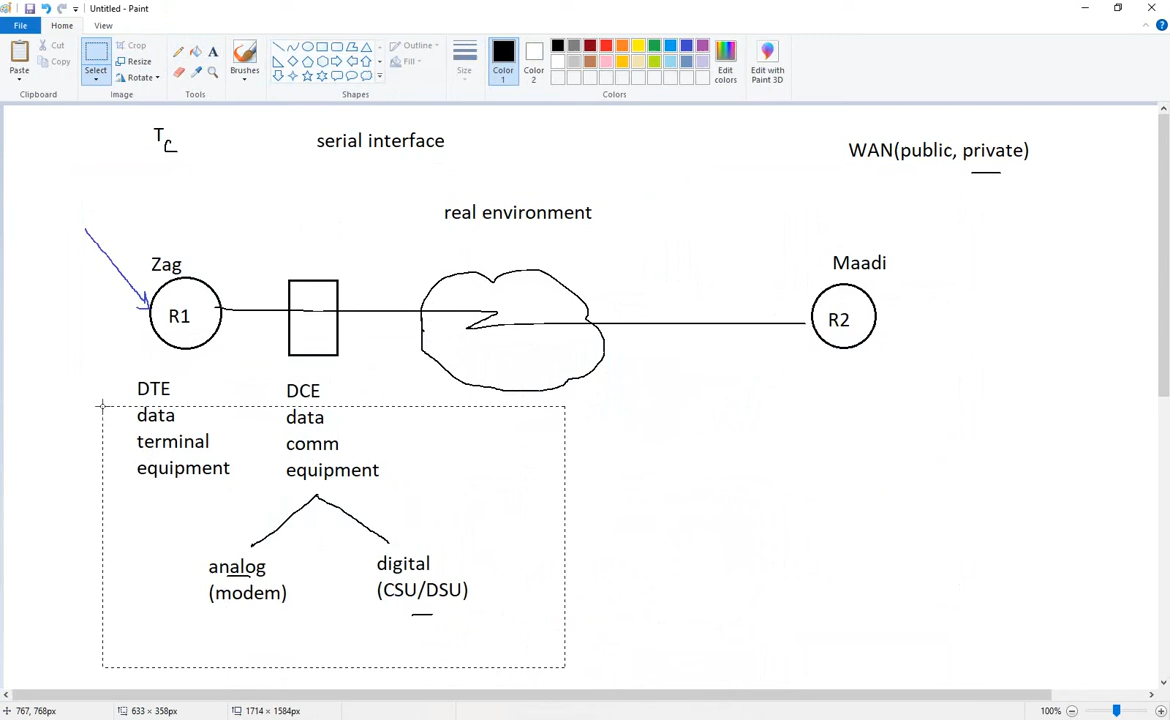 Untitled - Paint
File
Home
View
Paste
Cut
Copy
Clipboard
Select
Crop
Resize
Rotate
Image
Tools
Brushes
Shapes
Outline
Fill
Size
Color 1
Color 2
Colors
Edit colors
Edit with Paint 3D
T
serial interface
WAN(public, private)
real environment
Zag
Maadi
R1
R2
DTE
data
terminal
equipment
DCE
data
comm
equipment
analog
(modem)
digital
(CSU/DSU)
767, 768px
633 × 358px
1714 × 1584px
100%